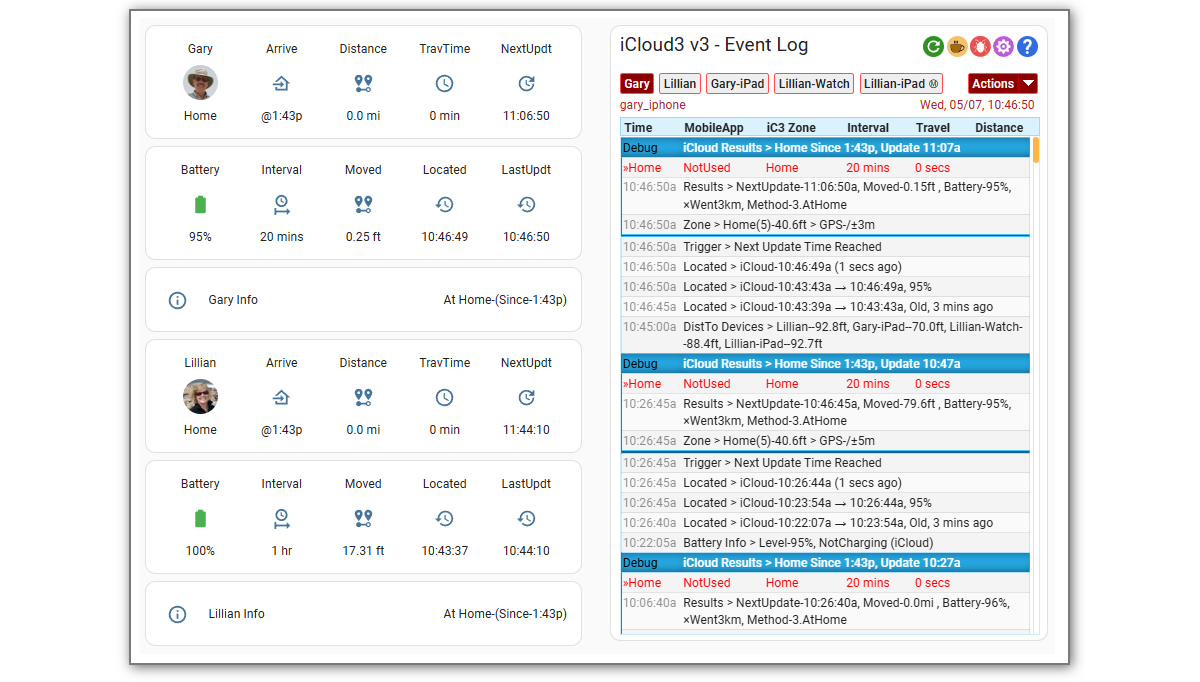 Gary Arrive Distance TravTime NextUpdt
Home @1:43p 0.0 mi 0 min 11:06:50
Battery Interval Moved Located LastUpdt
95% 20 mins 0.25 ft 10:46:49 10:46:50
Gary Info At Home-(Since-1:43p)
Lillian Arrive Distance TravTime NextUpdt
Home @1:43p 0.0 mi 0 min 11:44:10
Battery Interval Moved Located LastUpdt
100% 1 hr 17.31 ft 10:43:37 10:44:10
Lillian Info At Home-(Since-1:43p)
iCloud3 v3 - Event Log
Gary Lillian Gary-iPad Lillian-Watch Lillian-iPad Ⓜ Actions
gary_iphone Wed, 05/07, 10:46:50
Time MobileApp iC3 Zone Interval Travel Distance
Debug iCloud Results > Home Since 1:43p, Update 11:07a
»Home NotUsed Home 20 mins 0 secs
10:46:50a Results > NextUpdate-11:06:50a, Moved-0.15ft , Battery-95%,
×Went3km, Method-3.AtHome
10:46:50a Zone > Home(5)-40.6ft > GPS-/±3m
10:46:50a Trigger > Next Update Time Reached
10:46:50a Located > iCloud-10:46:49a (1 secs ago)
10:46:50a Located > iCloud-10:43:43a → 10:46:49a, 95%
10:46:45a Located > iCloud-10:43:39a → 10:43:43a, Old, 3 mins ago
10:45:00a DistTo Devices > Lillian--92.8ft, Gary-iPad--70.0ft, Lillian-Watch-
-88.4ft, Lillian-iPad--92.7ft
Debug iCloud Results > Home Since 1:43p, Update 10:47a
»Home NotUsed Home 20 mins 0 secs
10:26:45a Results > NextUpdate-10:46:45a, Moved-79.6ft , Battery-95%,
×Went3km, Method-3.AtHome
10:26:45a Zone > Home(5)-40.6ft > GPS-/±5m
10:26:45a Trigger > Next Update Time Reached
10:26:45a Located > iCloud-10:26:44a (1 secs ago)
10:26:45a Located > iCloud-10:23:54a → 10:26:44a, 95%
10:26:40a Located > iCloud-10:22:07a → 10:23:54a, Old, 3 mins ago
10:22:05a Battery Info > Level-95%, NotCharging (iCloud)
Debug iCloud Results > Home Since 1:43p, Update 10:27a
»Home NotUsed Home 20 mins 0 secs
10:06:40a Results > NextUpdate-10:26:40a, Moved-0.0mi , Battery-96%,
×Went3km, Method-3.AtHome